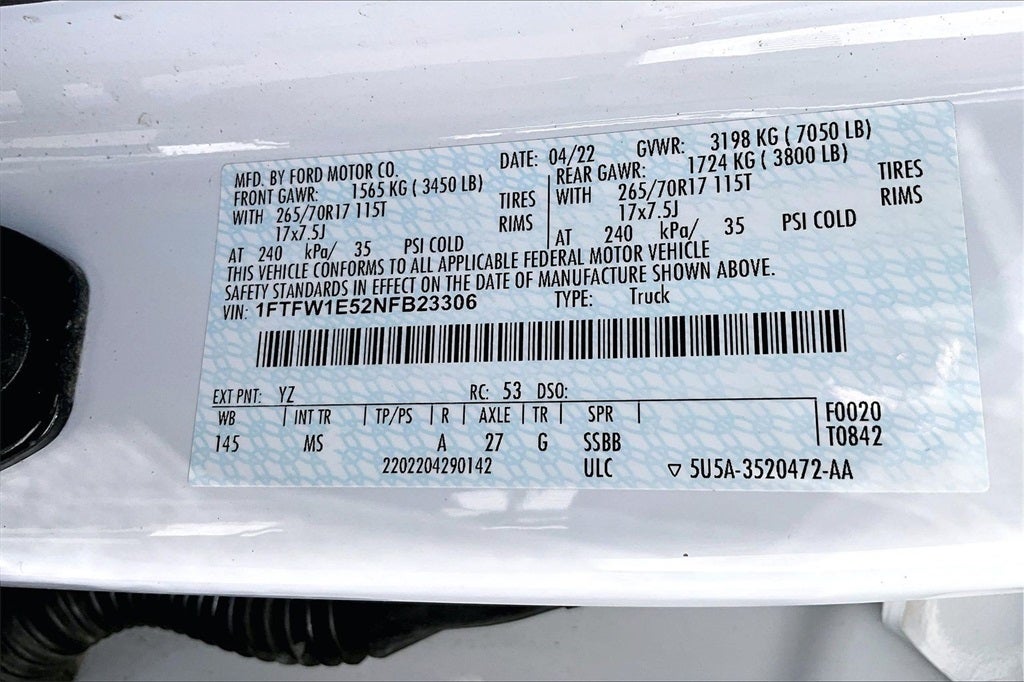 MFD. BY FORD MOTOR CO. DATE: 04/22 GVWR: 3198 KG ( 7050 LB)
FRONT GAWR: 1565 KG ( 3450 LB) REAR GAWR: 1724 KG ( 3800 LB)
WITH 265/70R17 115T TIRES WITH 265/70R17 115T TIRES
17x7.5J RIMS 17x7.5J RIMS
AT 240 kPa/ 35 PSI COLD AT 240 kPa/ 35 PSI COLD
THIS VEHICLE CONFORMS TO ALL APPLICABLE FEDERAL MOTOR VEHICLE
SAFETY STANDARDS IN EFFECT ON THE DATE OF MANUFACTURE SHOWN ABOVE.
VIN: 1FTFW1E52NFB23306 TYPE: Truck
EXT PNT: YZ RC: 53 DSO:
WB INT TR TP/PS R AXLE TR SPR F0020
145 MS A 27 G SSBB T0842
2202204290142 ULC ▽ 5U5A-3520472-AA